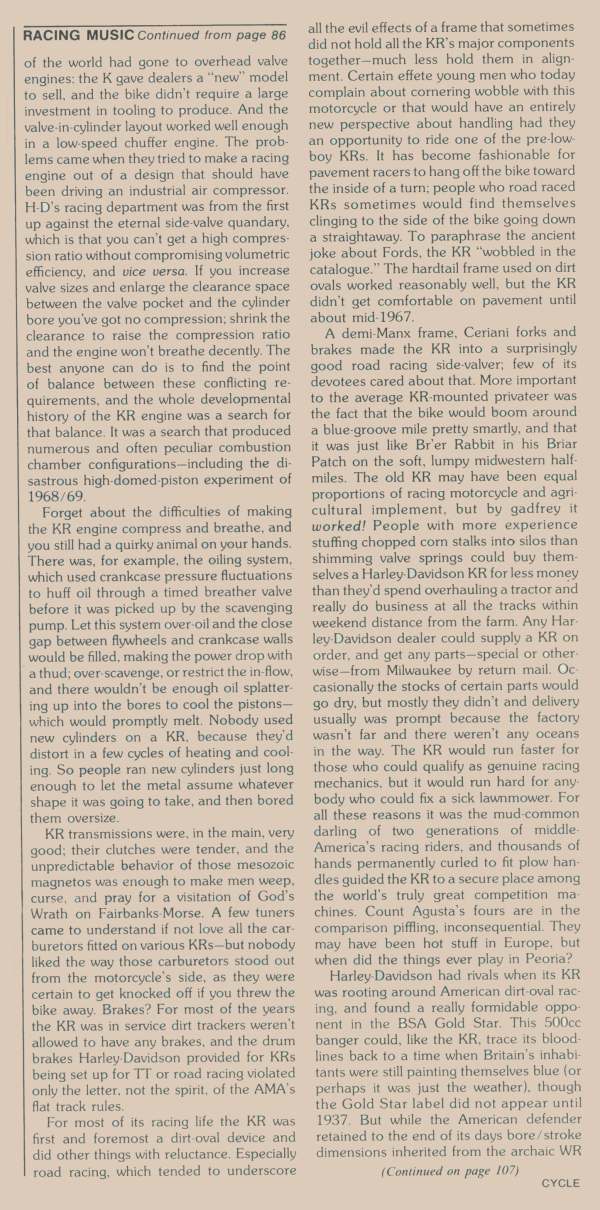 RACING MUSIC Continued from page 86
of the world had gone to overhead valve
engines: the K gave dealers a “new” model
to sell, and the bike didn’t require a large
investment in tooling to produce. And the
valve-in-cylinder layout worked well enough
in a low-speed chuffer engine. The prob-
lems came when they tried to make a racing
engine out of a design that should have
been driving an industrial air compressor.
H-D’s racing department was from the first
up against the eternal side-valve quandary,
which is that you can’t get a high compres-
sion ratio without compromising volumetric
efficiency, and vice versa. If you increase
valve sizes and enlarge the clearance space
between the valve pocket and the cylinder
bore you’ve got no compression; shrink the
clearance to raise the compression ratio
and the engine won’t breathe decently. The
best anyone can do is to find the point
of balance between these conflicting re-
quirements, and the whole developmental
history of the KR engine was a search for
that balance. It was a search that produced
numerous and often peculiar combustion
chamber configurations—including the di-
sastrous high-domed-piston experiment of
1968/69.
Forget about the difficulties of making
the KR engine compress and breathe, and
you still had a quirky animal on your hands.
There was, for example, the oiling system,
which used crankcase pressure fluctuations
to huff oil through a timed breather valve
before it was picked up by the scavenging
pump. Let this system over-oil and the close
gap between flywheels and crankcase walls
would be filled, making the power drop with
a thud; over-scavenge, or restrict the in-flow,
and there wouldn’t be enough oil splatter-
ing up into the bores to cool the pistons—
which would promptly melt. Nobody used
new cylinders on a KR, because they’d
distort in a few cycles of heating and cool-
ing. So people ran new cylinders just long
enough to let the metal assume whatever
shape it was going to take, and then bored
them oversize.
KR transmissions were, in the main, very
good; their clutches were tender, and the
unpredictable behavior of those mesozoic
magnetos was enough to make men weep,
curse, and pray for a visitation of God’s
Wrath on Fairbanks-Morse. A few tuners
came to understand if not love all the car-
buretors fitted on various KRs—but nobody
liked the way those carburetors stood out
from the motorcycle’s side, as they were
certain to get knocked off if you threw the
bike away. Brakes? For most of the years
the KR was in service dirt trackers weren’t
allowed to have any brakes, and the drum
brakes Harley-Davidson provided for KRs
being set up for TT or road racing violated
only the letter, not the spirit, of the AMA’s
flat track rules.
For most of its racing life the KR was
first and foremost a dirt-oval device and
did other things with reluctance. Especially
road racing, which tended to underscore
all the evil effects of a frame that sometimes
did not hold all the KR’s major components
together—much less hold them in align-
ment. Certain effete young men who today
complain about cornering wobble with this
motorcycle or that would have an entirely
new perspective about handling had they
an opportunity to ride one of the pre-low-
boy KRs. It has become fashionable for
pavement racers to hang off the bike toward
the inside of a turn; people who road raced
KRs sometimes would find themselves
clinging to the side of the bike going down
a straightaway. To paraphrase the ancient
joke about Fords, the KR “wobbled in the
catalogue.” The hardtail frame used on dirt
ovals worked reasonably well, but the KR
didn’t get comfortable on pavement until
about mid-1967.
A demi-Manx frame, Ceriani forks and
brakes made the KR into a surprisingly
good road racing side-valver; few of its
devotees cared about that. More important
to the average KR-mounted privateer was
the fact that the bike would boom around
a blue-groove mile pretty smartly, and that
it was just like Br’er Rabbit in his Briar
Patch on the soft, lumpy midwestern half-
miles. The old KR may have been equal
proportions of racing motorcycle and agri-
cultural implement, but by gadfrey it
worked! People with more experience
stuffing chopped corn stalks into silos than
shimming valve springs could buy them-
selves a Harley-Davidson KR for less money
than they’d spend overhauling a tractor and
really do business at all the tracks within
weekend distance from the farm. Any Har-
ley-Davidson dealer could supply a KR on
order, and get any parts—special or other-
wise—from Milwaukee by return mail. Oc-
casionally the stocks of certain parts would
go dry, but mostly they didn’t and delivery
usually was prompt because the factory
wasn’t far and there weren’t any oceans
in the way. The KR would run faster for
those who could qualify as genuine racing
mechanics, but it would run hard for any-
body who could fix a sick lawnmower. For
all these reasons it was the mud-common
darling of two generations of middle-
America’s racing riders, and thousands of
hands permanently curled to fit plow han-
dles guided the KR to a secure place among
the world’s truly great competition ma-
chines. Count Agusta’s fours are in the
comparison piffling, inconsequential. They
may have been hot stuff in Europe, but
when did the things ever play in Peoria?
Harley-Davidson had rivals when its KR
was rooting around American dirt-oval rac-
ing, and found a really formidable oppo-
nent in the BSA Gold Star. This 500cc
banger could, like the KR, trace its blood-
lines back to a time when Britain’s inhabi-
tants were still painting themselves blue (or
perhaps it was just the weather), though
the Gold Star label did not appear until
1937. But while the American defender
retained to the end of its days bore/stroke
dimensions inherited from the archaic WR
(Continued on page 107)
CYCLE